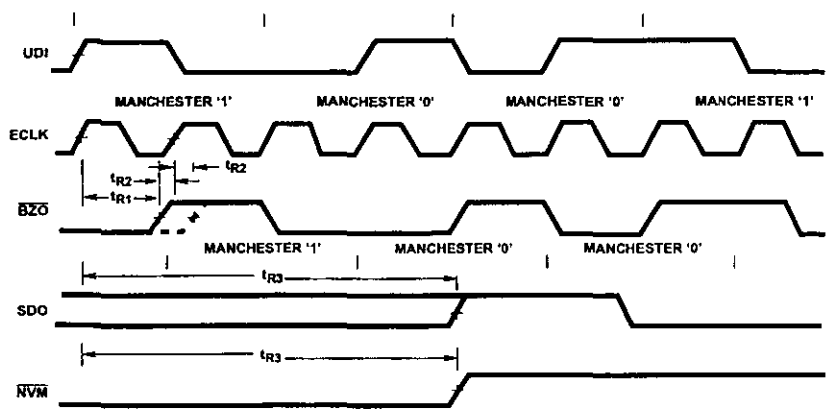 UDI
MANCHESTER '1' MANCHESTER '0' MANCHESTER '0' MANCHESTER '1'
ECLK
tR2
tR2
tR1
BZO
MANCHESTER '1' MANCHESTER '0' MANCHESTER '0'
tR3
SDO
tR3
NVM